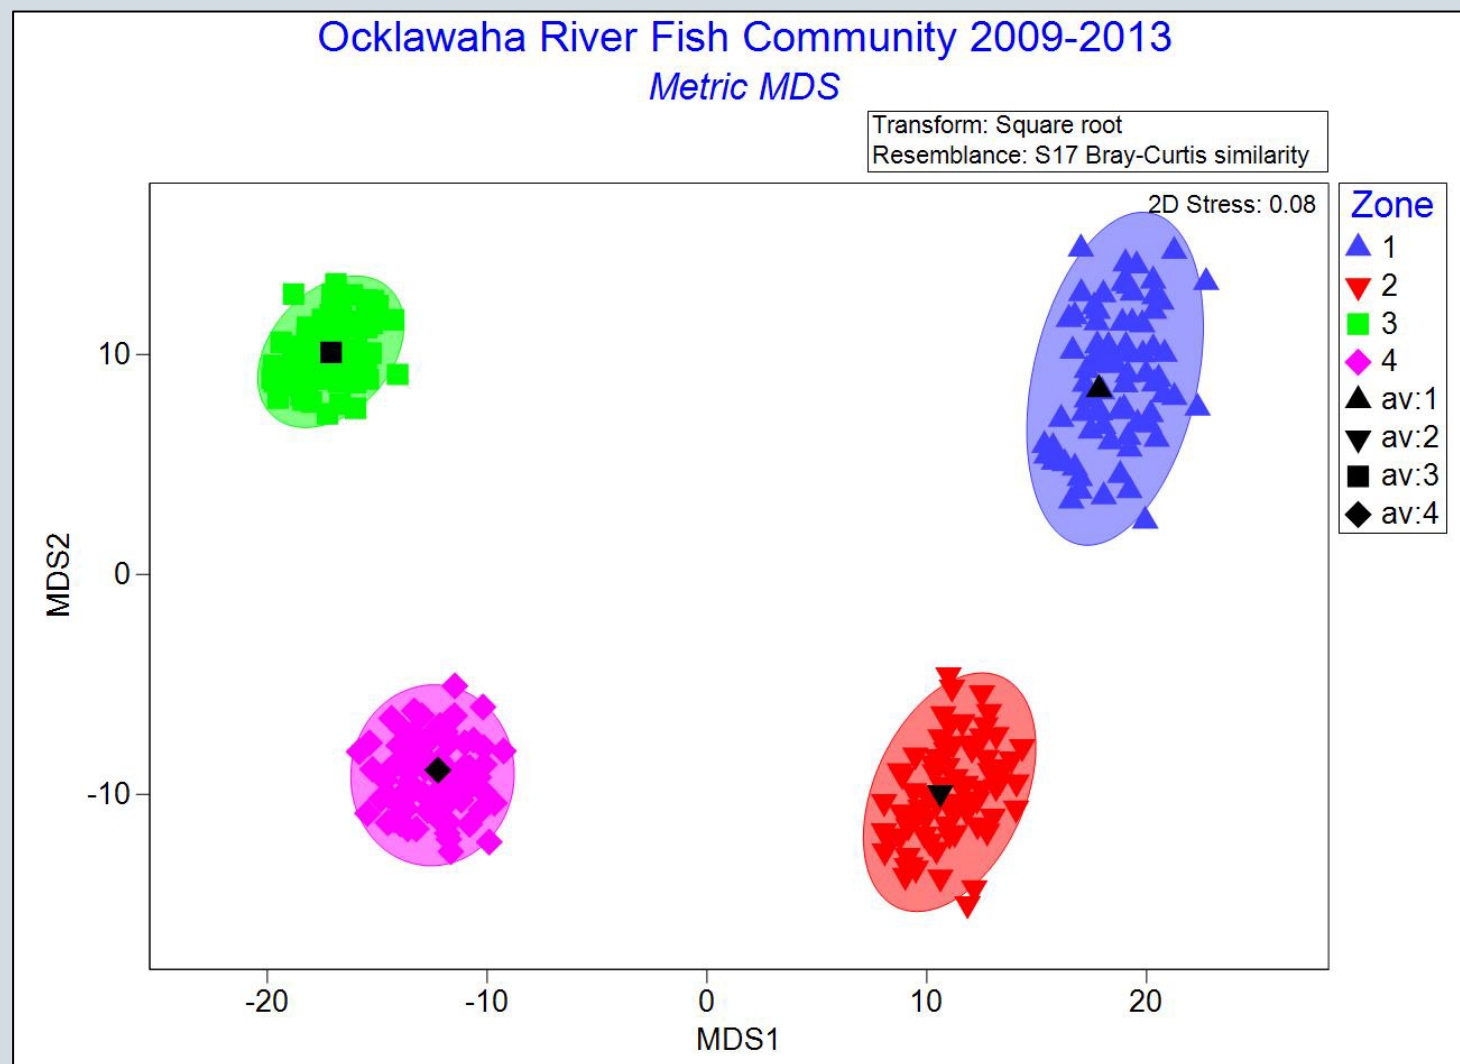 Ocklawaha River Fish Community 2009-2013
Metric MDS
Transform: Square root
Resemblance: S17 Bray-Curtis similarity
2D Stress: 0.08
Zone
1
2
3
4
av:1
av:2
av:3
av:4
10
0
-10
MDS2
-20
-10
0
10
20
MDS1